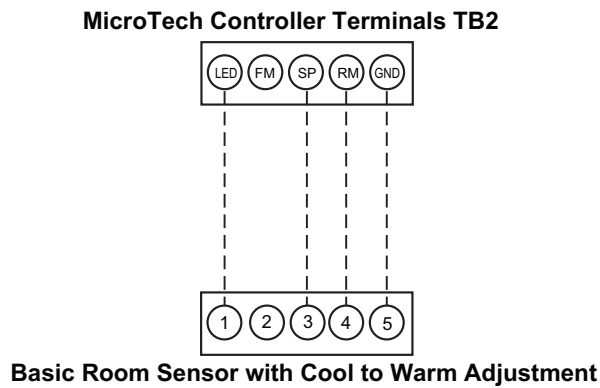 MicroTech Controller Terminals TB2
LED FM SP RM GND
1 2 3 4 5
Basic Room Sensor with Cool to Warm Adjustment